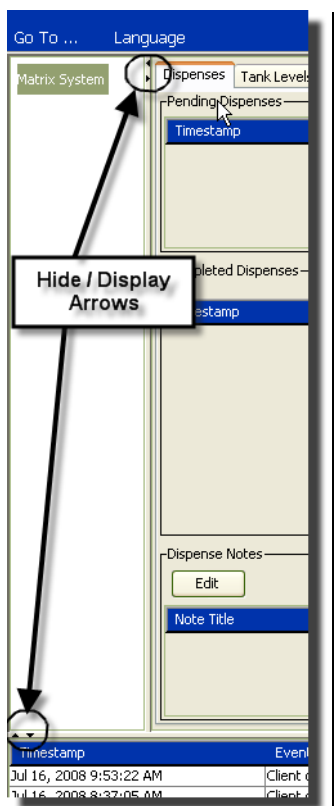 Go To ... Language
Matrix System
Dispenses Tank Levels
Pending Dispenses
Timestamp
Hide / Display
Arrows
pleted Dispenses
estamp
Dispense Notes
Edit
Note Title
Timestamp Event
Jul 16, 2008 9:53:22 AM Client
Jul 16, 2008 8:37:05 AM Client